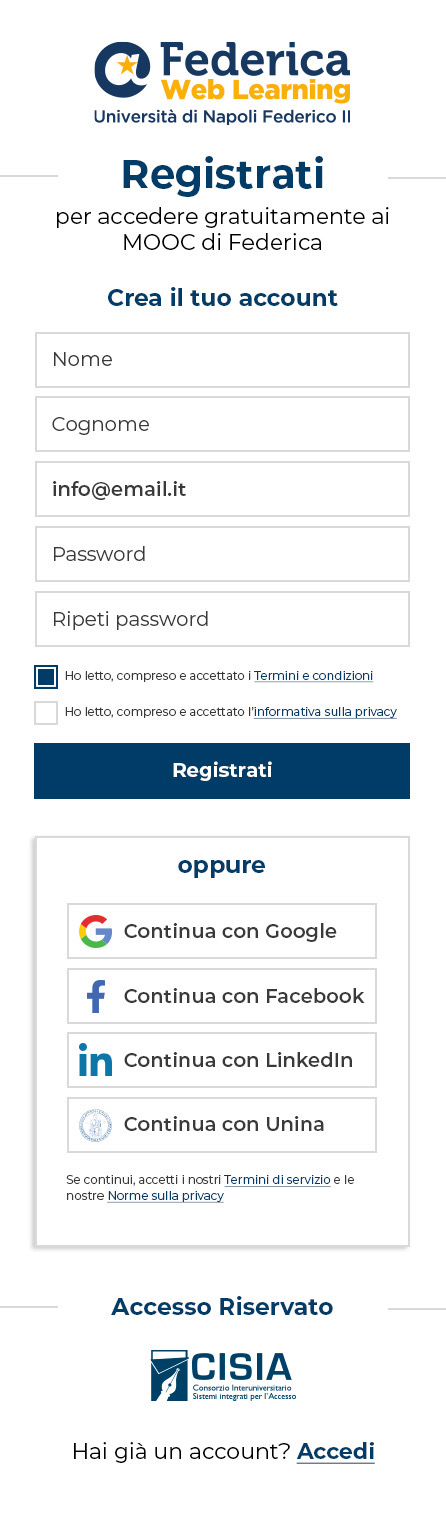 Federica
Web Learning
Università di Napoli Federico II
Registrati
per accedere gratuitamente ai
MOOC di Federica
Crea il tuo account
Nome
Cognome
info@email.it
Password
Ripeti password
Ho letto, compreso e accettato i Termini e condizioni
Ho letto, compreso e accettato l'informativa sulla privacy
Registrati
oppure
Continua con Google
Continua con Facebook
Continua con LinkedIn
Continua con Unina
Se continui, accetti i nostri Termini di servizio e le
nostre Norme sulla privacy
Accesso Riservato
CISIA
Consorzio Interuniversitario
Sistemi integrati per l'Accesso
Hai già un account? Accedi